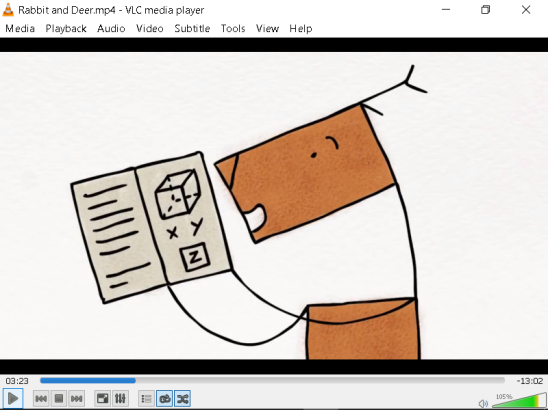 Rabbit and Deer.mp4 - VLC media player
Media Playback Audio Video Subtitle Tools View Help
X Y
Z
03:23
-13:02
105%